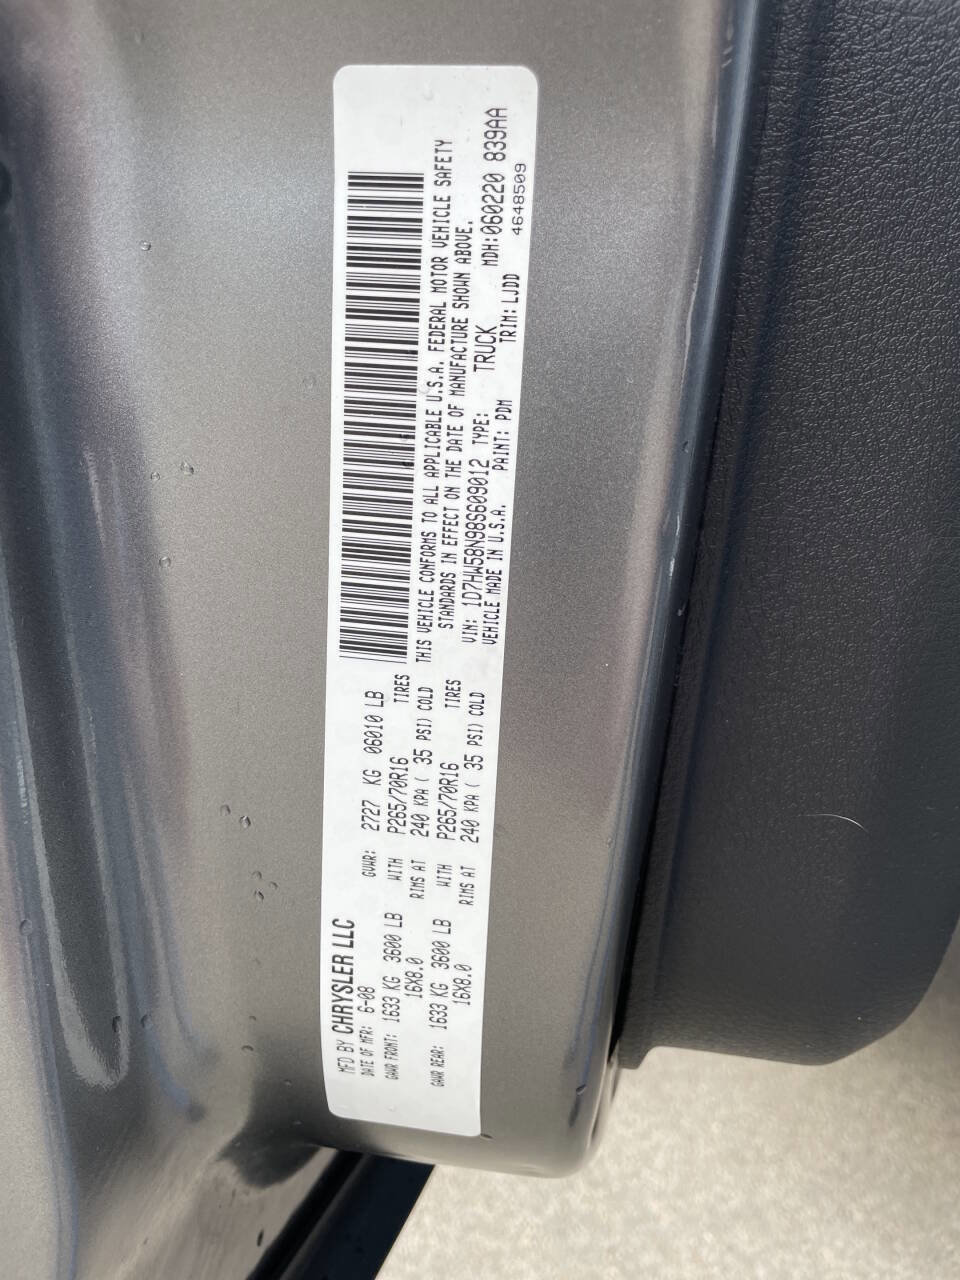 MFD BY CHRYSLER LLC
DATE OF MFR: 6-08 GVWR: 2727 KG 06010 LB
GAWR FRONT: 1633 KG 3600 LB WITH P265/70R16 TIRES
16X8.0 RIMS AT 240 KPA ( 35 PSI) COLD
GAWR REAR: 1633 KG 3600 LB WITH P265/70R16 TIRES
16X8.0 RIMS AT 240 KPA ( 35 PSI) COLD
THIS VEHICLE CONFORMS TO ALL APPLICABLE U.S.A. FEDERAL MOTOR VEHICLE SAFETY
STANDARDS IN EFFECT ON THE DATE OF MANUFACTURE SHOWN ABOVE.
VIN: 1D7HW58N98S609012 TYPE: TRUCK MDH:060220 839AA
VEHICLE MADE IN U.S.A. PAINT: PDM TRIM: LJDD 4648509